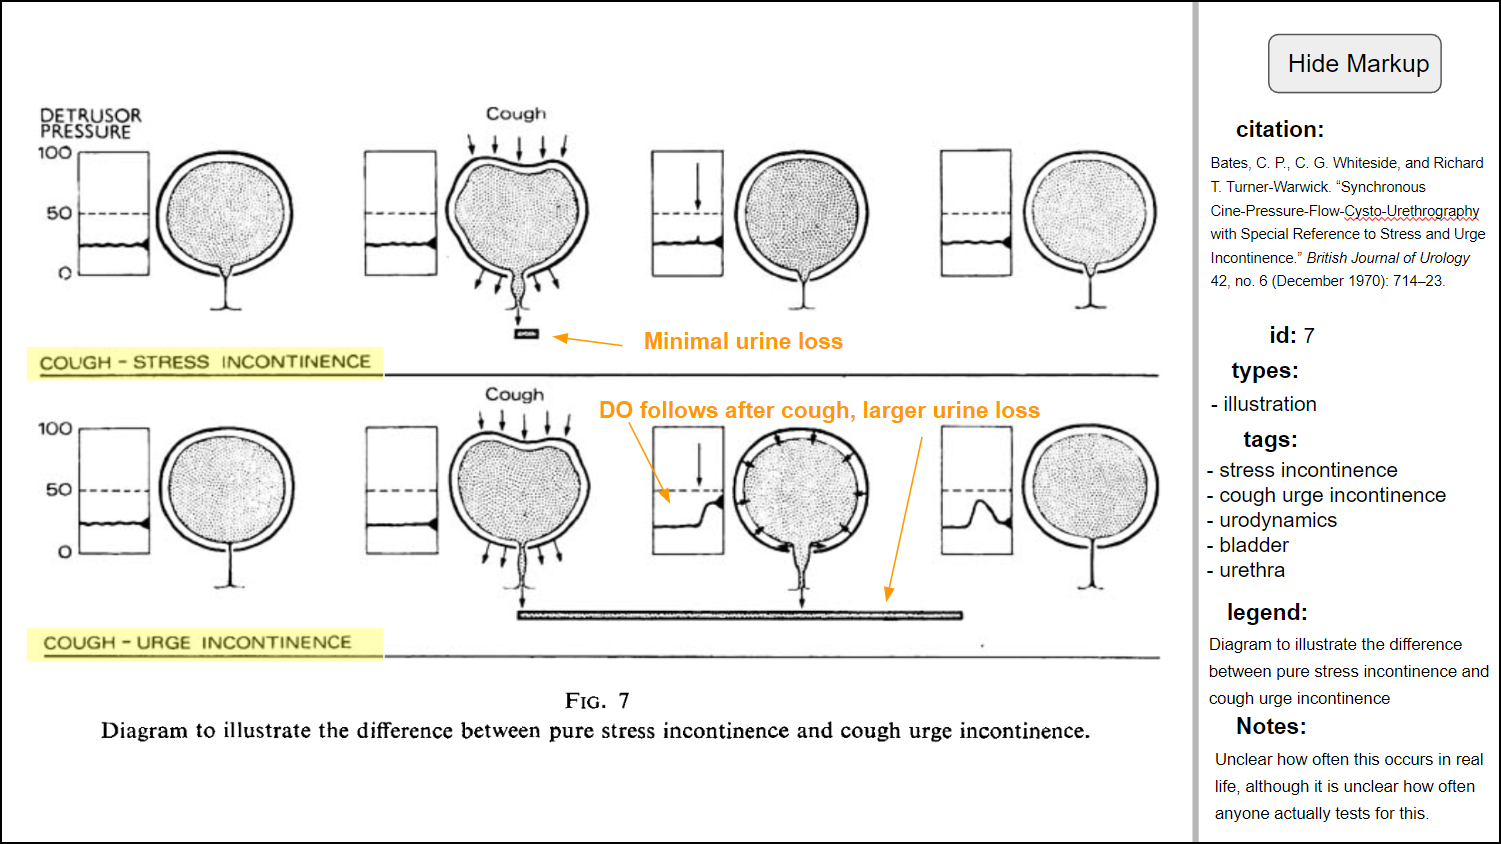 DETRUSOR
PRESSURE
Cough
100
50
0
COUGH – STRESS INCONTINENCE
Minimal urine loss
Cough
DO follows after cough, larger urine loss
100
50
0
COUGH – URGE INCONTINENCE
FIG. 7
Diagram to illustrate the difference between pure stress incontinence and cough urge incontinence.
Hide Markup
citation:
Bates, C. P., C. G. Whiteside, and Richard
T. Turner-Warwick. “Synchronous
Cine-Pressure-Flow-Cysto-Urethrography
with Special Reference to Stress and Urge
Incontinence.” British Journal of Urology
42, no. 6 (December 1970): 714–23.
id: 7
types:
- illustration
tags:
- stress incontinence
- cough urge incontinence
- urodynamics
- bladder
- urethra
legend:
Diagram to illustrate the difference
between pure stress incontinence and
cough urge incontinence
Notes:
Unclear how often this occurs in real
life, although it is unclear how often
anyone actually tests for this.